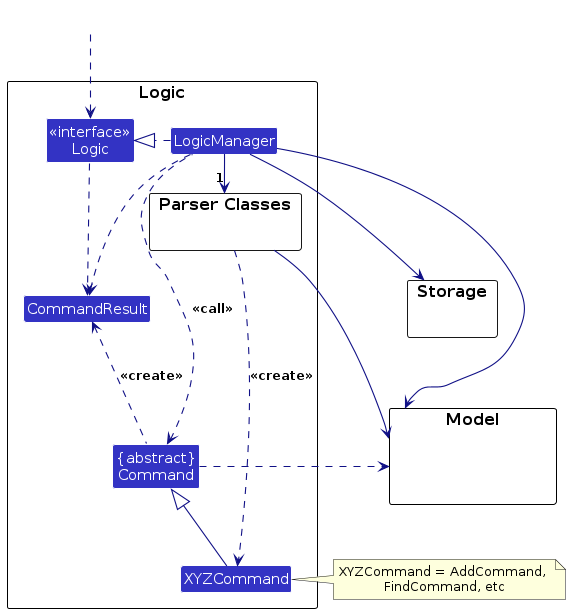 Logic
«interface»
Logic
LogicManager
1
Parser Classes
Storage
CommandResult
«call»
«create»
«create»
Model
{abstract}
Command
XYZCommand
XYZCommand = AddCommand,
FindCommand, etc